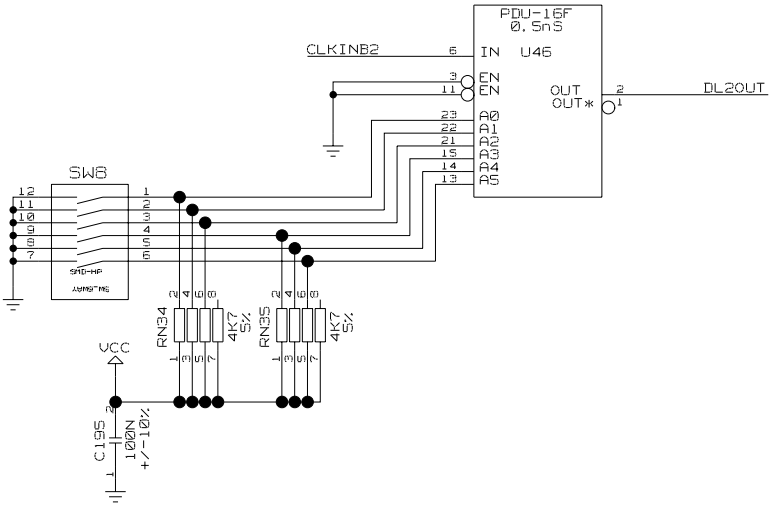 PDU-16F
0.5nS
CLKINB2
6 IN U46
3 EN
11 EN
OUT 2 DL2OUT
OUT* 1
23 A0
22 A1
21 A2
15 A3
14 A4
13 A5
SW8
12 1
11 2
10 3
9 4
8 5
7 6
SMD-HP
SW_6WAY
2 4 6 8
RN34
4K7
5%
1 3 5 7
2 4 6 8
RN35
4K7
5%
1 3 5 7
VCC
2
C195
100N
+/-10%
1